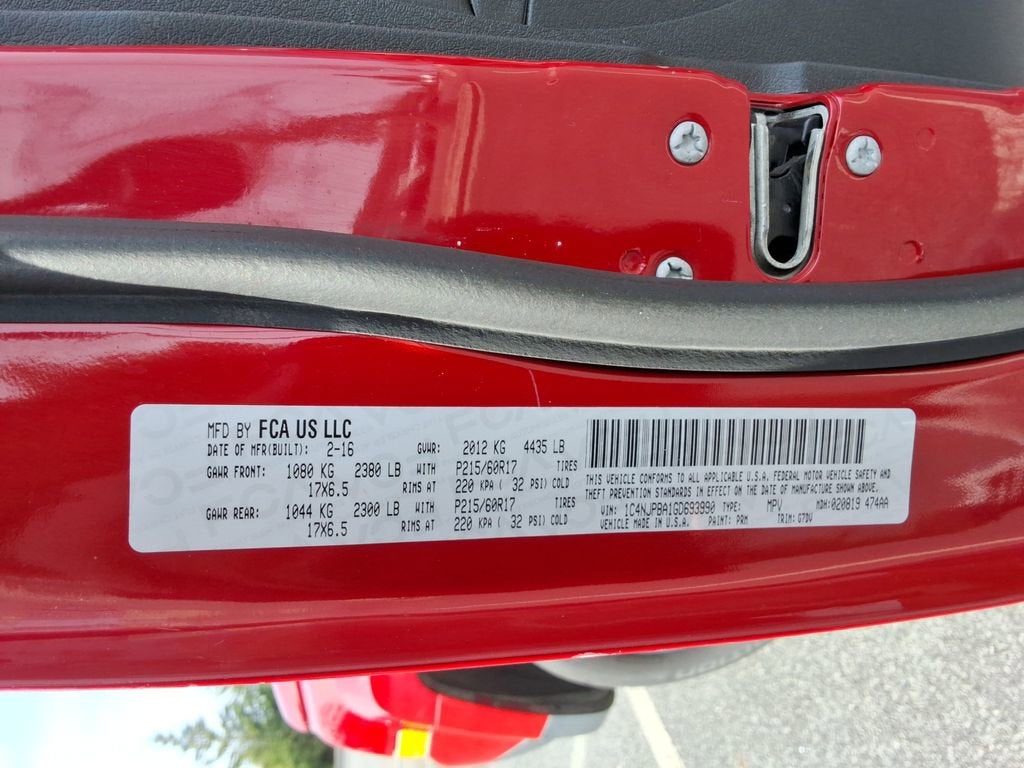 MFD BY FCA US LLC
DATE OF MFR(BUILT): 2-16 GVWR: 2012 KG 4435 LB
GAWR FRONT: 1080 KG 2380 LB WITH P215/60R17 TIRES
17X6.5 RIMS AT 220 KPA ( 32 PSI) COLD
GAWR REAR: 1044 KG 2300 LB WITH P215/60R17 TIRES
17X6.5 RIMS AT 220 KPA ( 32 PSI) COLD
THIS VEHICLE CONFORMS TO ALL APPLICABLE U.S.A. FEDERAL MOTOR VEHICLE SAFETY AND
THEFT PREVENTION STANDARDS IN EFFECT ON THE DATE OF MANUFACTURE SHOWN ABOVE.
VIN: 1C4NJPBA1GD693990 TYPE: MPV MDH: 020819 474AA
VEHICLE MADE IN U.S.A. PAINT: PRM TRIM: G7DV